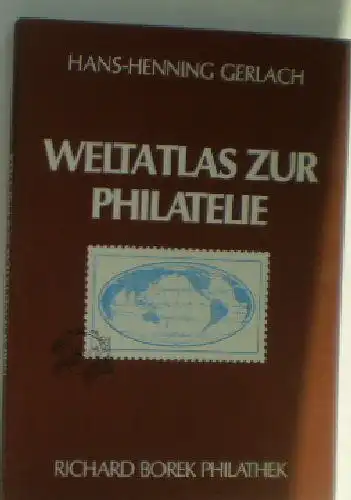 HANS-HENNING GERLACH
WELTATLAS ZUR
PHILATELIE
RICHARD BOREK PHILATHEK